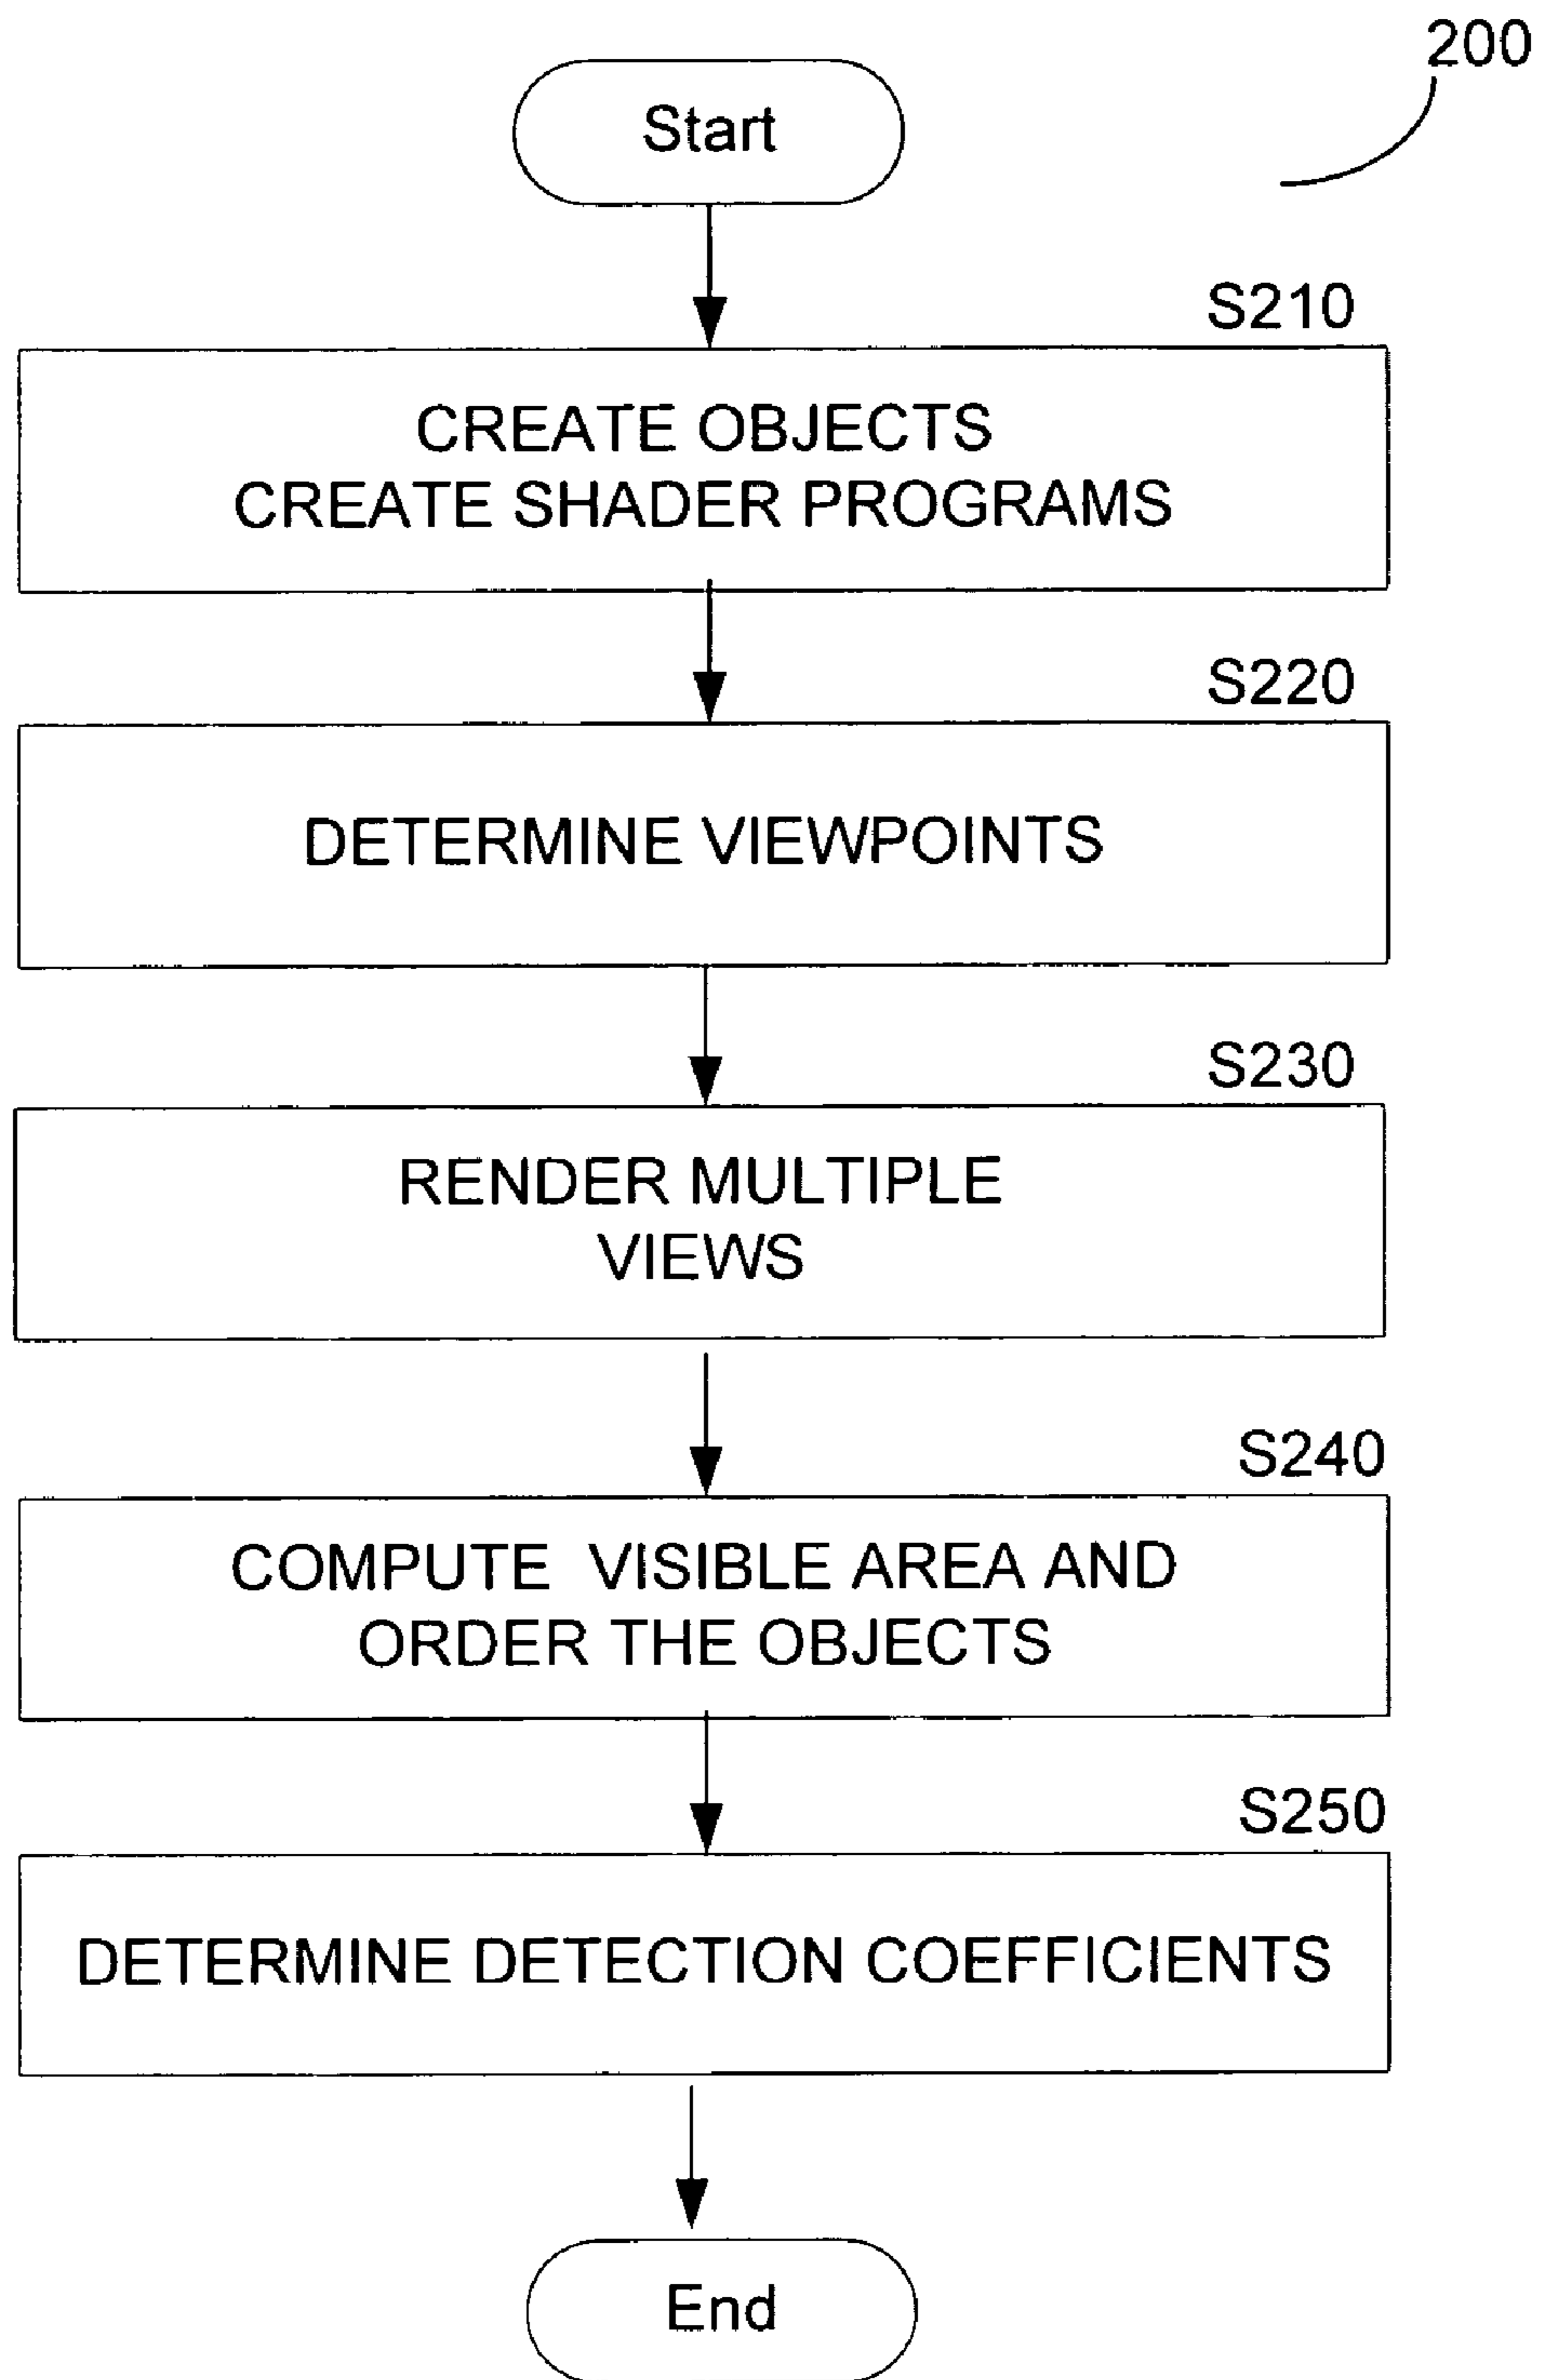 200
Start
S210
CREATE OBJECTS
CREATE SHADER PROGRAMS
S220
DETERMINE VIEWPOINTS
S230
RENDER MULTIPLE
VIEWS
S240
COMPUTE VISIBLE AREA AND
ORDER THE OBJECTS
S250
DETERMINE DETECTION COEFFICIENTS
End